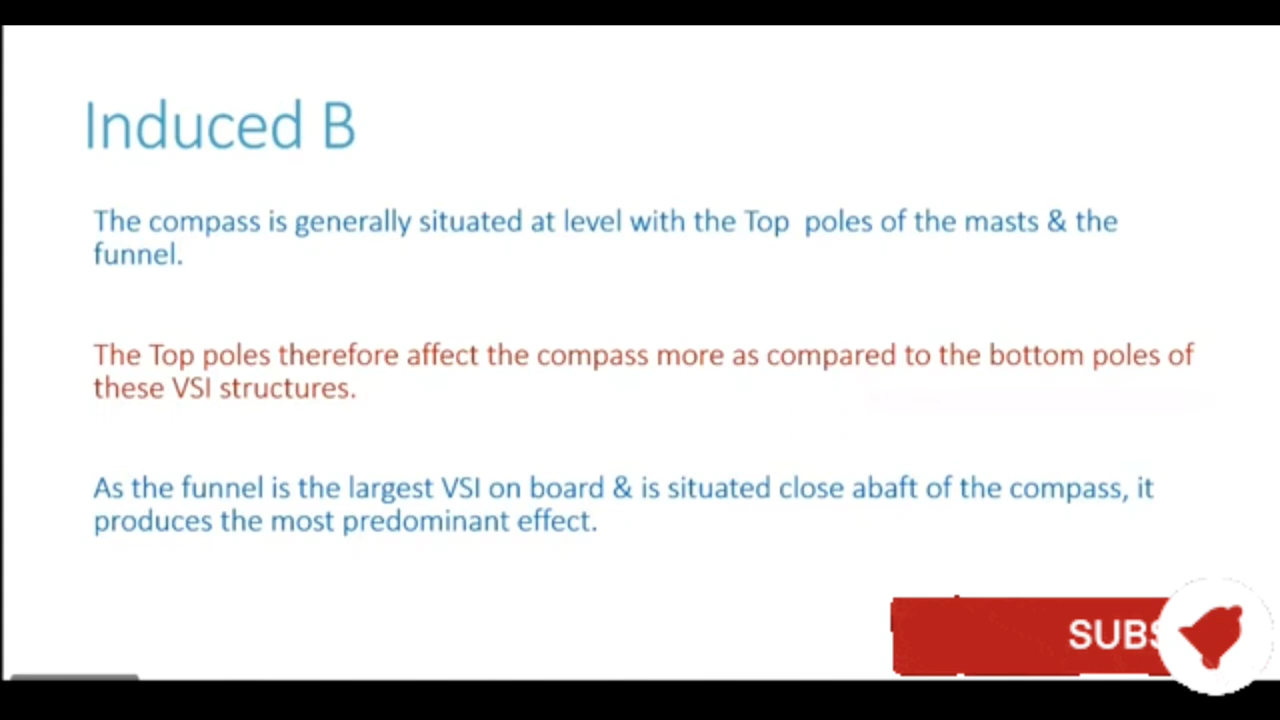 Induced B
The compass is generally situated at level with the Top poles of the masts & the
funnel.
The Top poles therefore affect the compass more as compared to the bottom poles of
these VSI structures.
As the funnel is the largest VSI on board & is situated close abaft of the compass, it
produces the most predominant effect.
SUBS